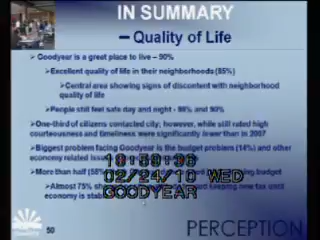 IN SUMMARY
– Quality of Life
Goodyear is a great place to live – 90%
Excellent quality of life in their neighborhoods (85%)
Central area showing signs of discontent with neighborhood
quality of life
People still feel safe day and night - 98% and 90%
One-third of citizens contacted city; however, while still rated high
courteousness and timeliness were significantly lower than in 2007
Biggest problem facing Goodyear is the budget problem (14%) and other
economy related issu
More than half (58% budget
Almost 75% sh keeping new tax until
economy is stab
02/24/10 WED
GOODYEAR
50
PERCEPTION